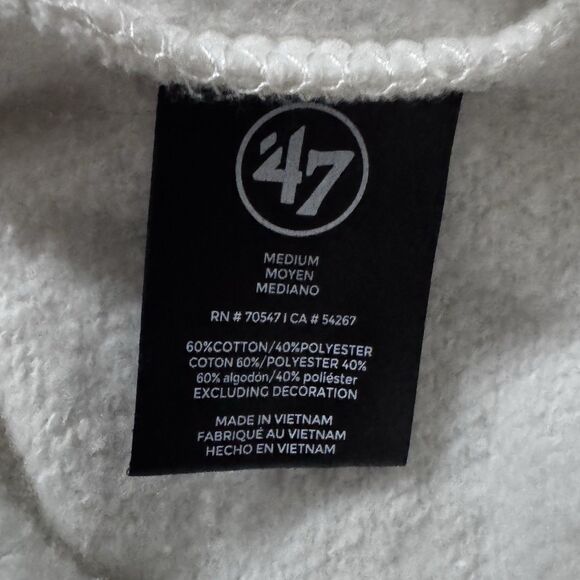 '47
MEDIUM
MOYEN
MEDIANO
RN # 70547 | CA # 54267
60%COTTON/40%POLYESTER
COTON 60%/POLYESTER 40%
60% algodón/40% poliéster
EXCLUDING DECORATION
MADE IN VIETNAM
FABRIQUÉ AU VIETNAM
HECHO EN VIETNAM